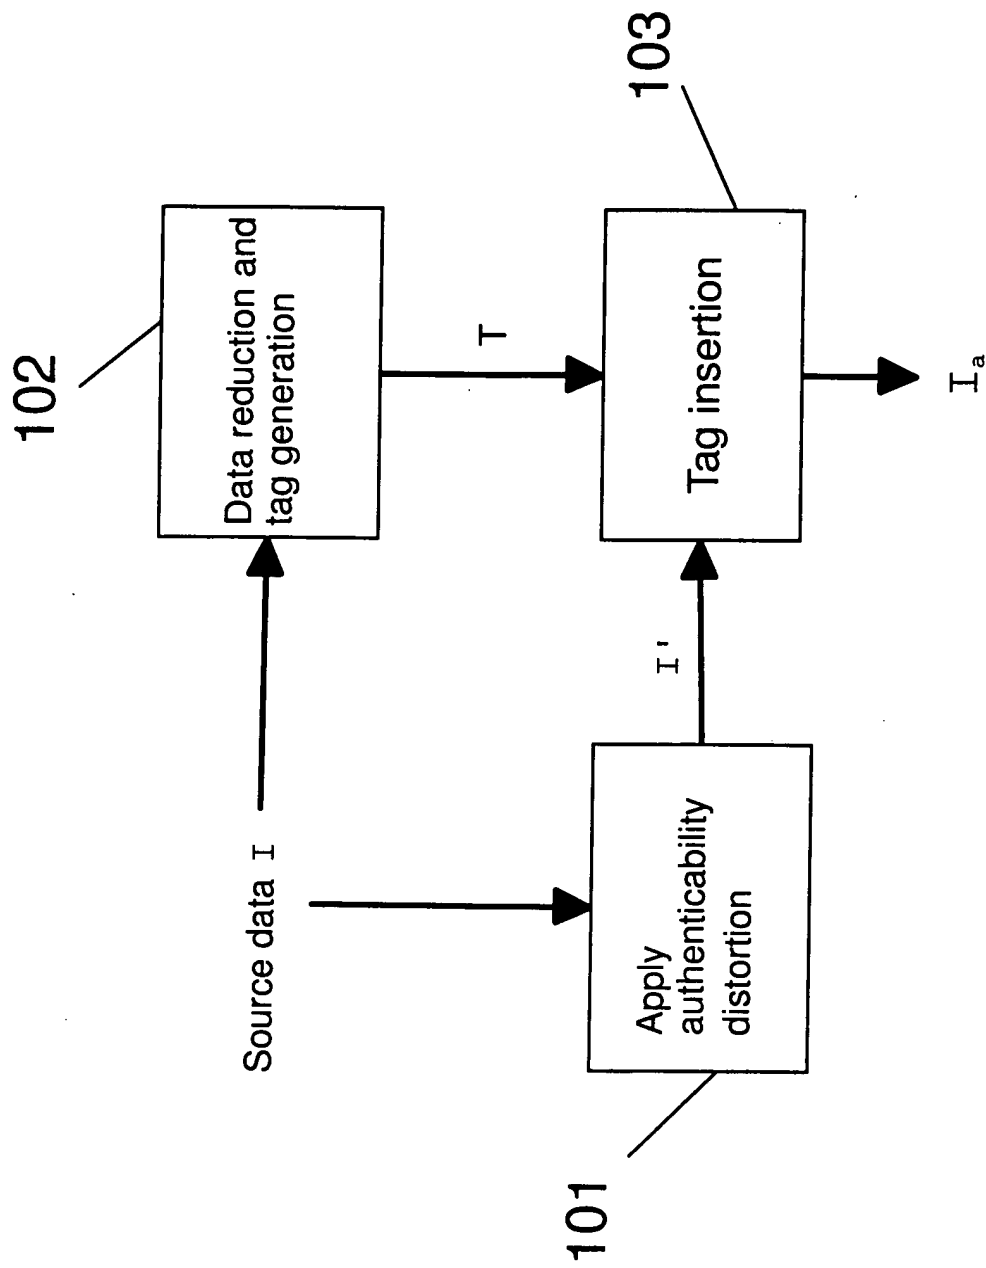 102
Data reduction and
tag generation
Source data I
T
103
Tag insertion
I'
Apply
authenticability
distortion
101
Iₐ